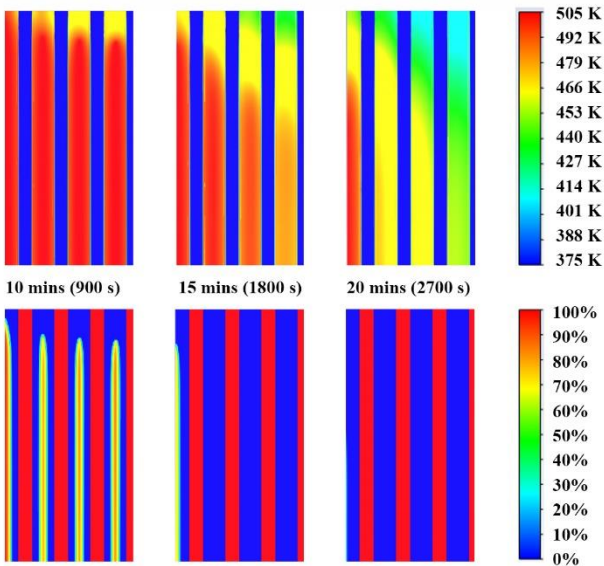 505 K
492 K
479 K
466 K
453 K
440 K
427 K
414 K
401 K
388 K
375 K
10 mins (900 s)
15 mins (1800 s)
20 mins (2700 s)
100%
90%
80%
70%
60%
50%
40%
30%
20%
10%
0%